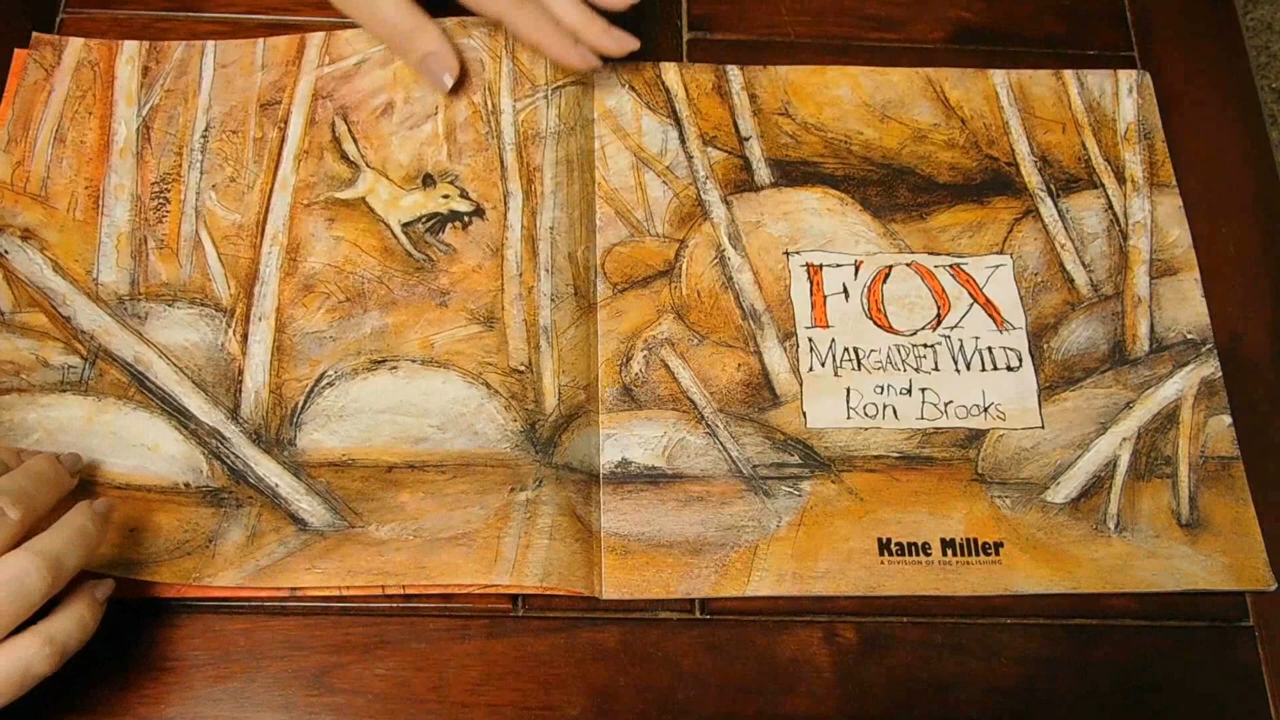 FOX
MARGARET WILD
and
Ron Brooks
Kane Miller
A DIVISION OF EDC PUBLISHING